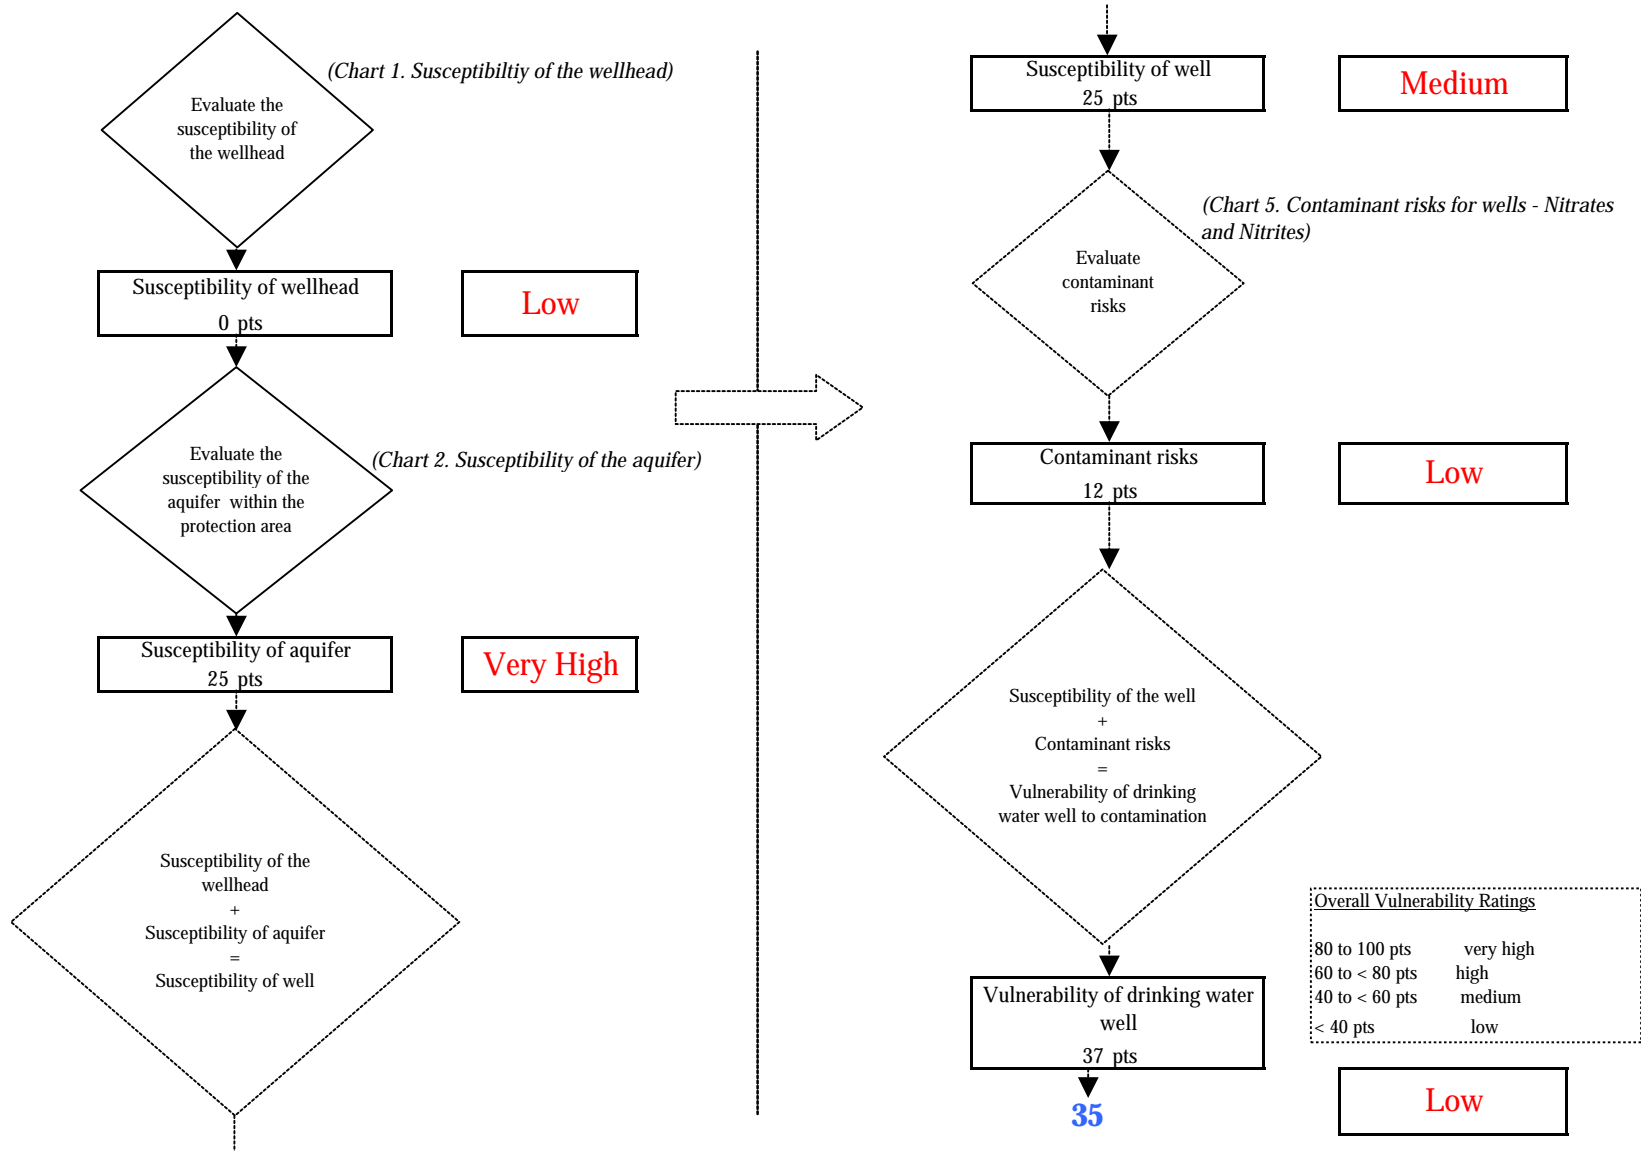 (Chart 1. Susceptibiltiy of the wellhead)
Evaluate the
susceptibility of
the wellhead
Susceptibility of wellhead
0 pts
Low
Evaluate the
susceptibility of the
aquifer within the
protection area
(Chart 2. Susceptibility of the aquifer)
Susceptibility of aquifer
25 pts
Very High
Susceptibility of the
wellhead
+
Susceptibility of aquifer
=
Susceptibility of well
Susceptibility of well
25 pts
Medium
(Chart 5. Contaminant risks for wells - Nitrates
and Nitrites)
Evaluate
contaminant
risks
Contaminant risks
12 pts
Low
Susceptibility of the well
+
Contaminant risks
=
Vulnerability of drinking
water well to contamination
Overall Vulnerability Ratings
80 to 100 pts very high
60 to < 80 pts high
40 to < 60 pts medium
< 40 pts low
Vulnerability of drinking water
well
37 pts
35
Low